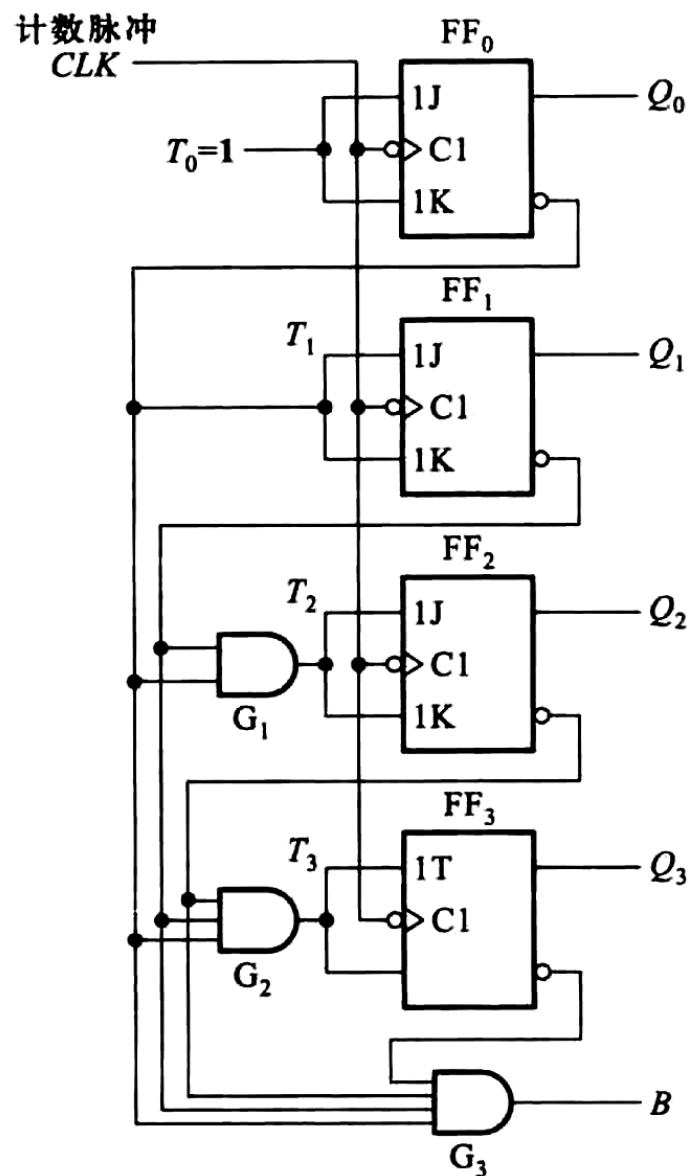 计数脉冲
CLK
FF₀
1J
Q₀
T₀=1
C1
1K
FF₁
T₁
1J
Q₁
C1
1K
FF₂
T₂
1J
Q₂
C1
G₁
1K
FF₃
T₃
1T
Q₃
C1
G₂
B
G₃